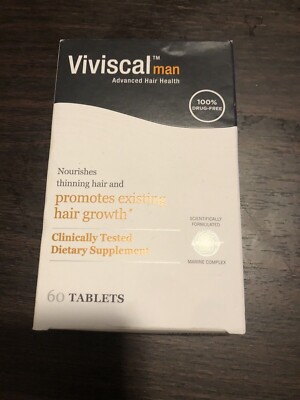 Viviscal™ man
Advanced Hair Health
100%
DRUG-FREE
Nourishes
thinning hair and
promotes existing
hair growth*
Clinically Tested
Dietary Supplement
SCIENTIFICALLY
FORMULATED
MARINE COMPLEX
60 TABLETS